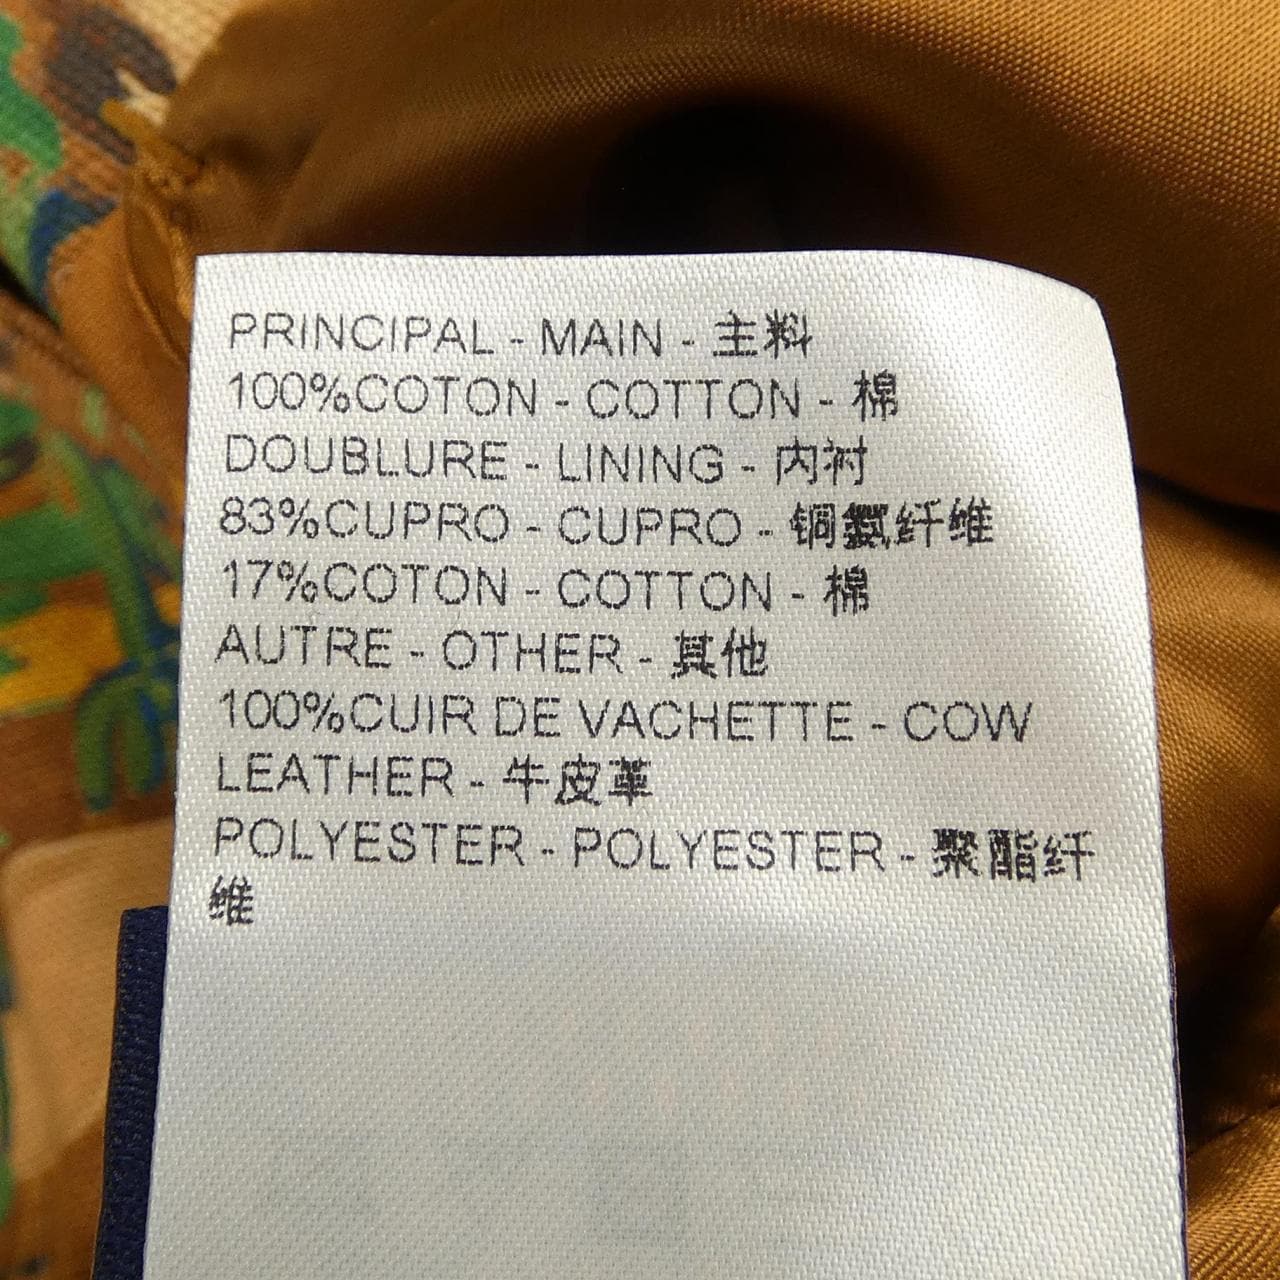 PRINCIPAL - MAIN - 主料
100%COTON - COTTON - 棉
DOUBLURE - LINING - 内衬
83%CUPRO - CUPRO - 铜氨纤维
17%COTON - COTTON - 棉
AUTRE - OTHER - 其他
100%CUIR DE VACHETTE - COW
LEATHER - 牛皮革
POLYESTER - POLYESTER - 聚酯纤
维